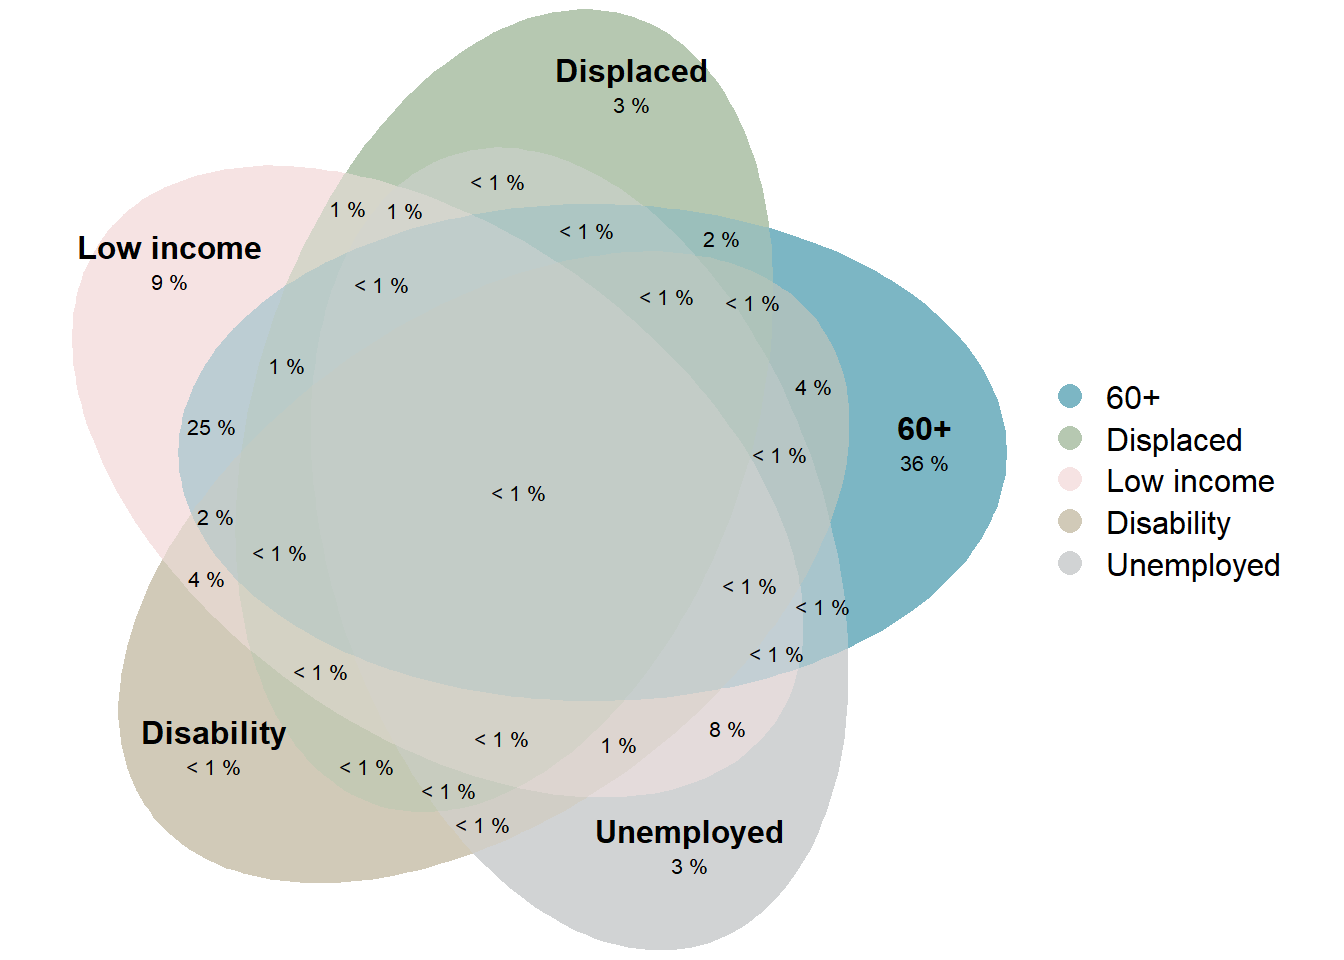 Displaced
3 %
< 1 %
1 %
1 %
< 1 %
2 %
Low income
9 %
< 1 %
< 1 %
< 1 %
1 %
4 %
25 %
60+
36 %
< 1 %
< 1 %
2 %
< 1 %
4 %
< 1 %
< 1 %
< 1 %
< 1 %
Disability
< 1 %
< 1 %
< 1 %
1 %
8 %
< 1 %
< 1 %
Unemployed
3 %
60+
Displaced
Low income
Disability
Unemployed